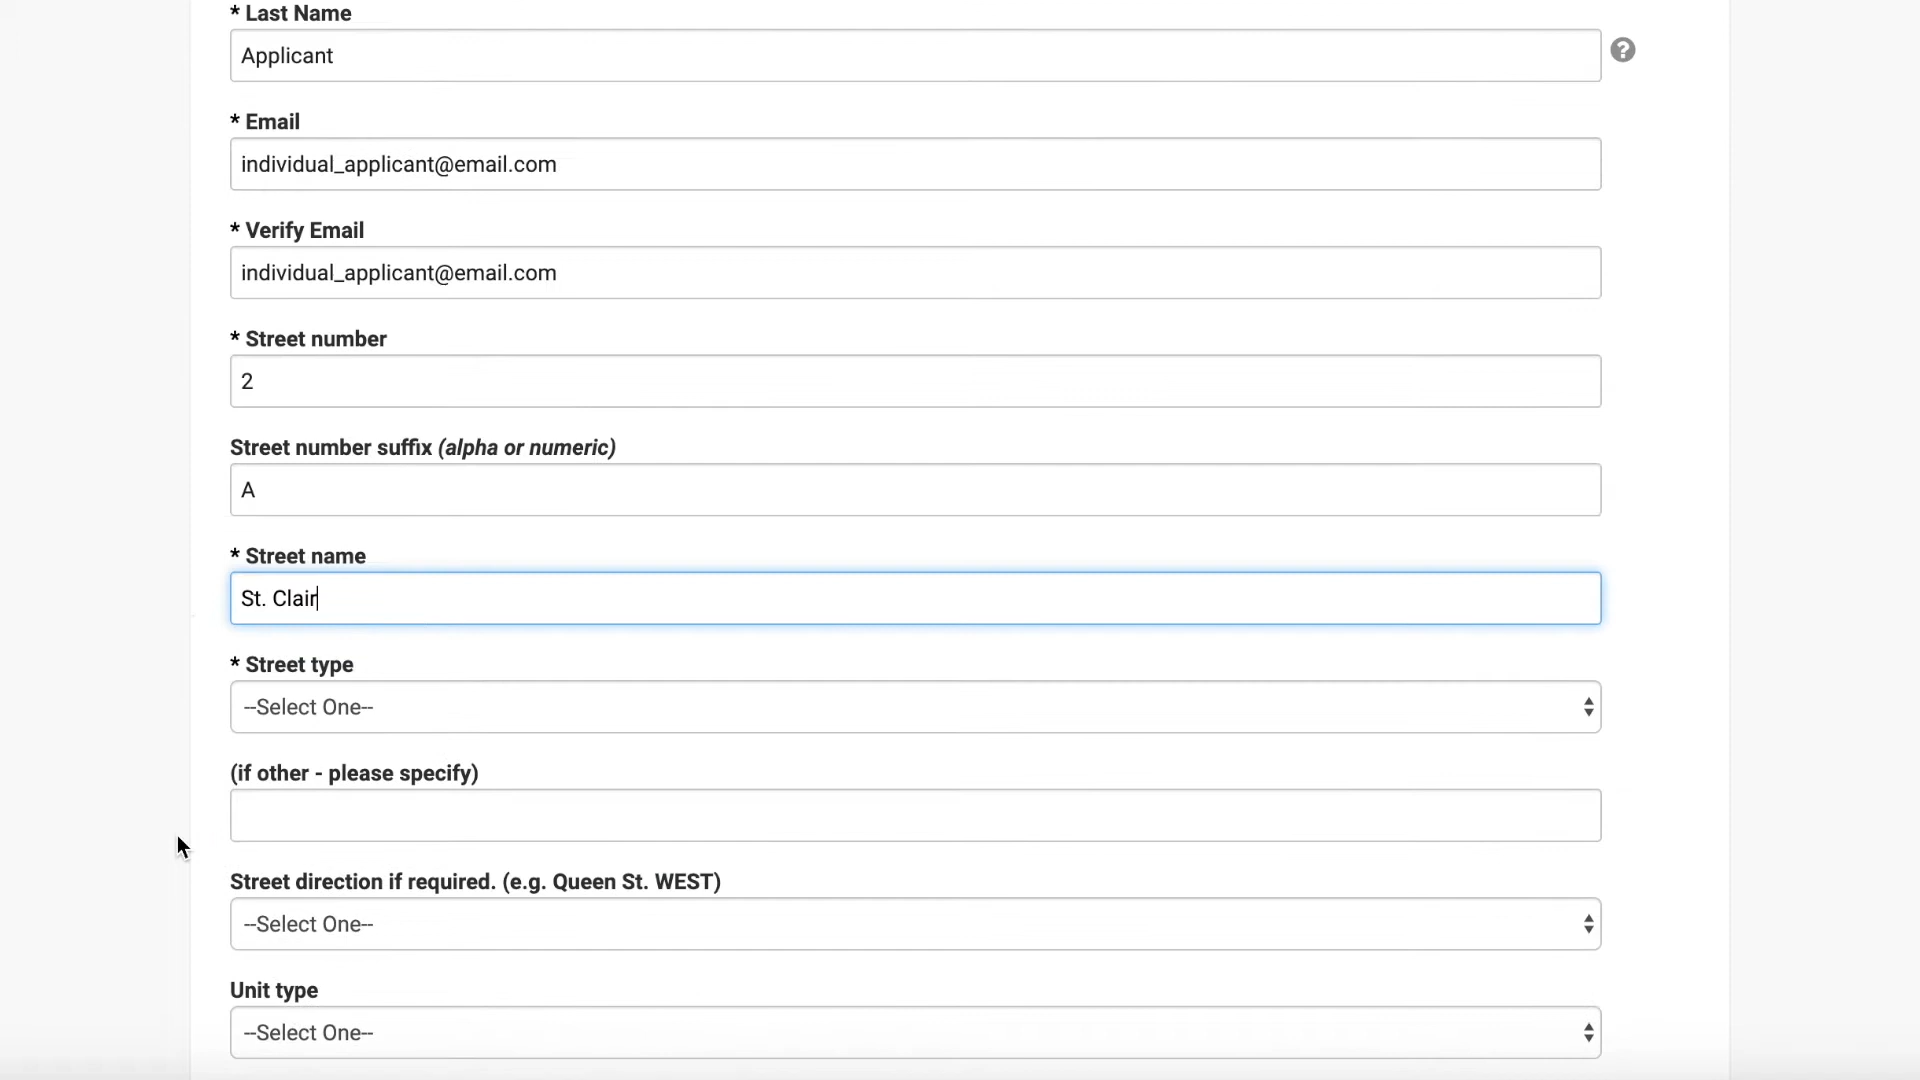 * Last Name
Applicant
* Email
individual_applicant@email.com
* Verify Email
individual_applicant@email.com
* Street number
2
Street number suffix (alpha or numeric)
A
* Street name
St. Clair
* Street type
--Select One--
(if other - please specify)
Street direction if required. (e.g. Queen St. WEST)
--Select One--
Unit type
--Select One--